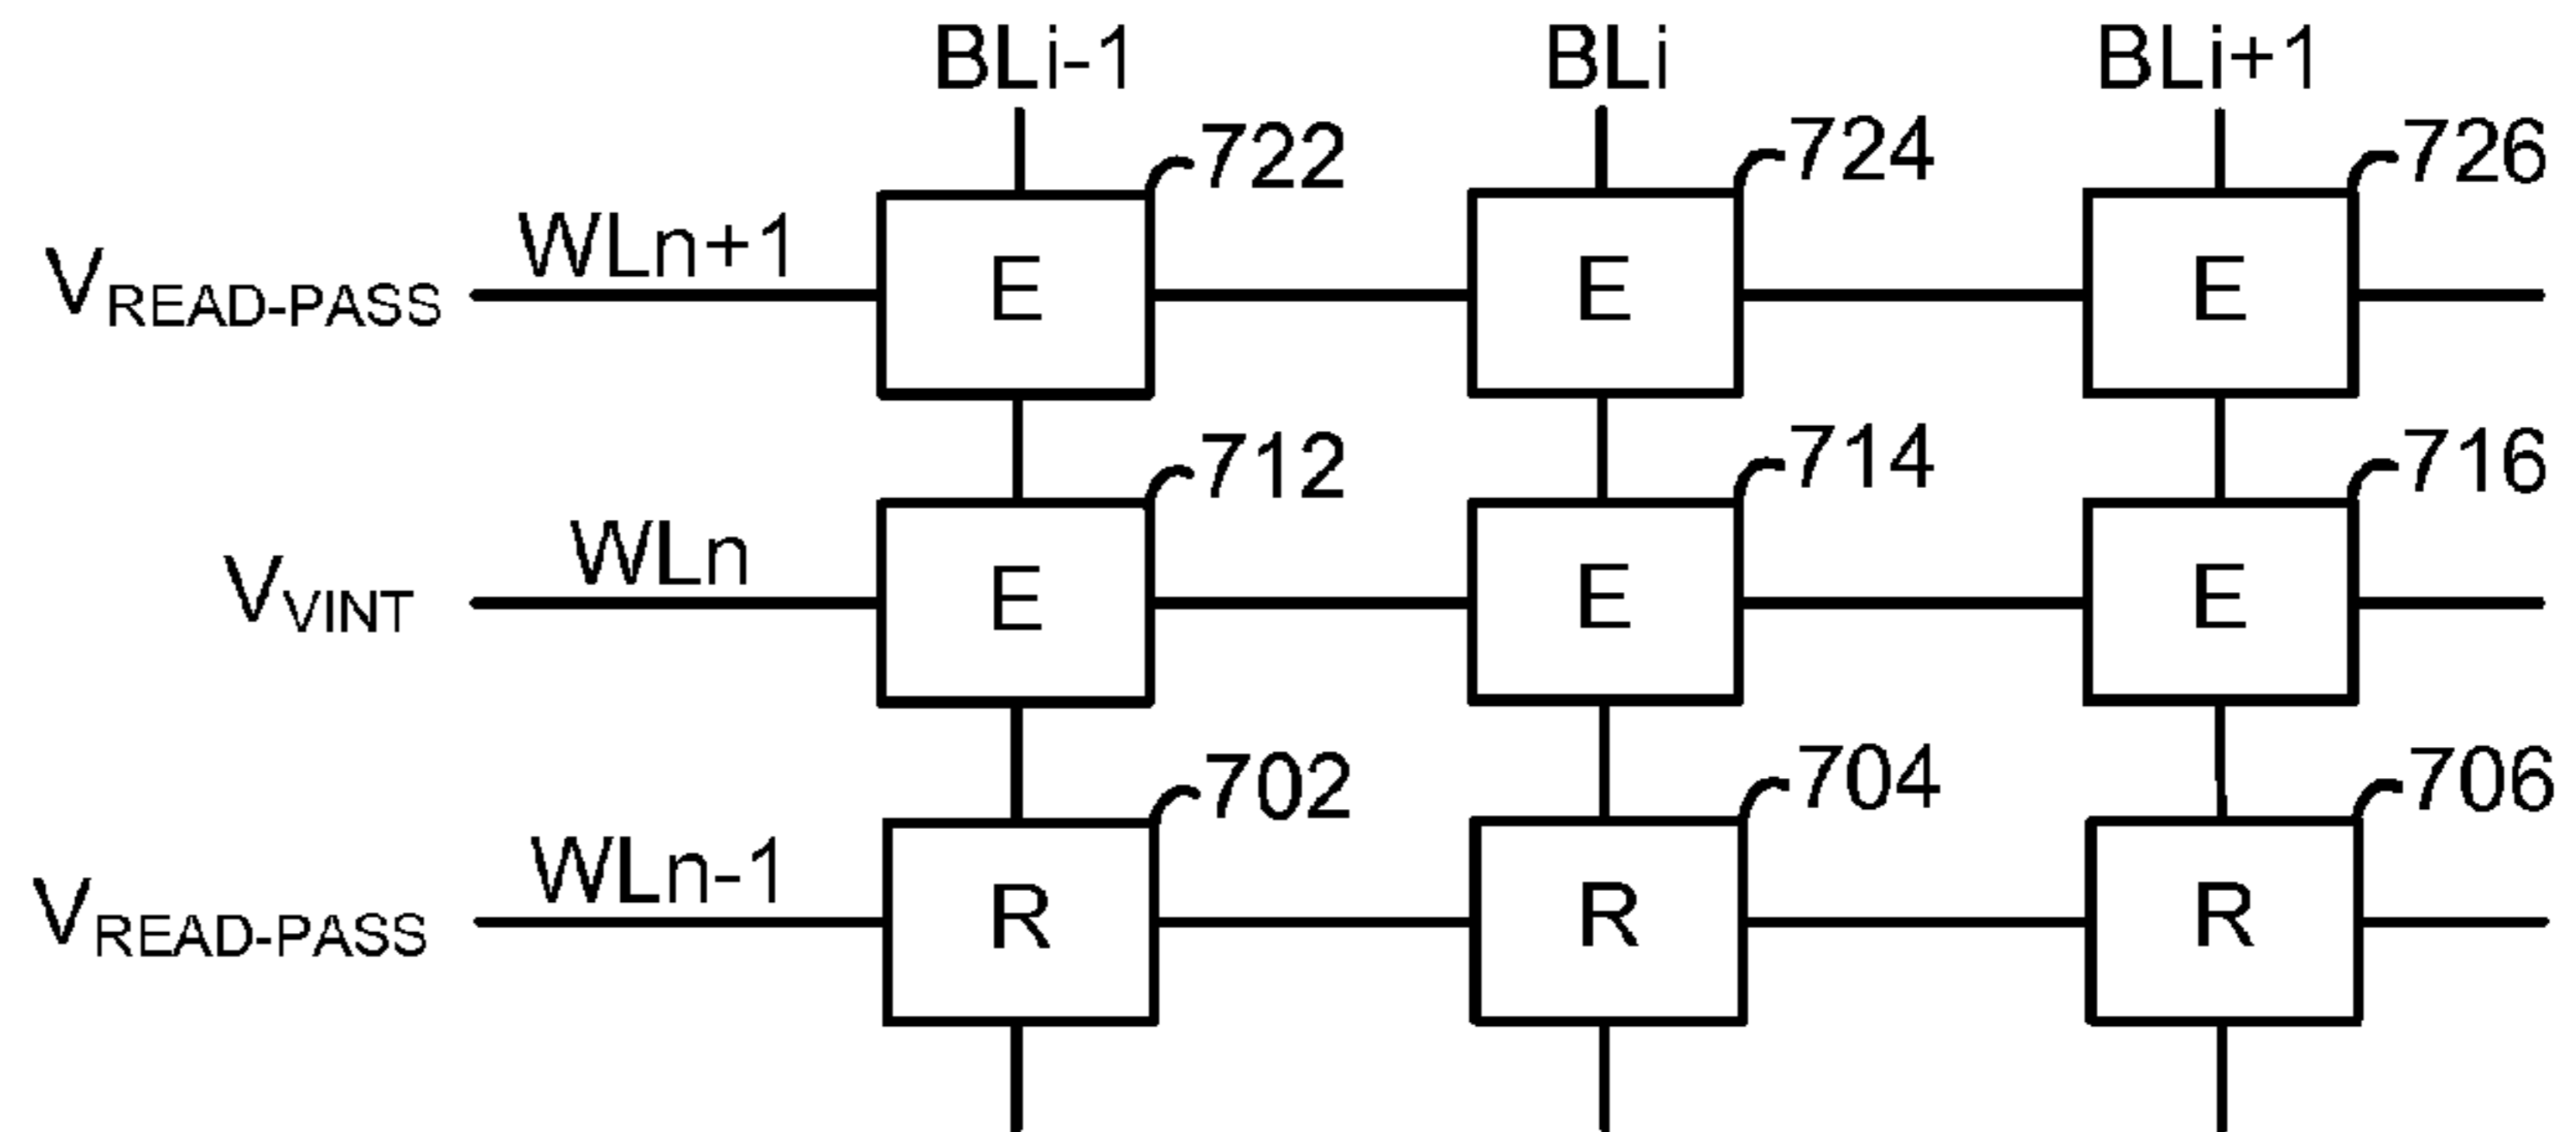 BLi-1 BLi BLi+1
722 724 726
WLn+1
VREAD-PASS E E E
712 714 716
WLn
VVINT E E E
702 704 706
WLn-1
VREAD-PASS R R R